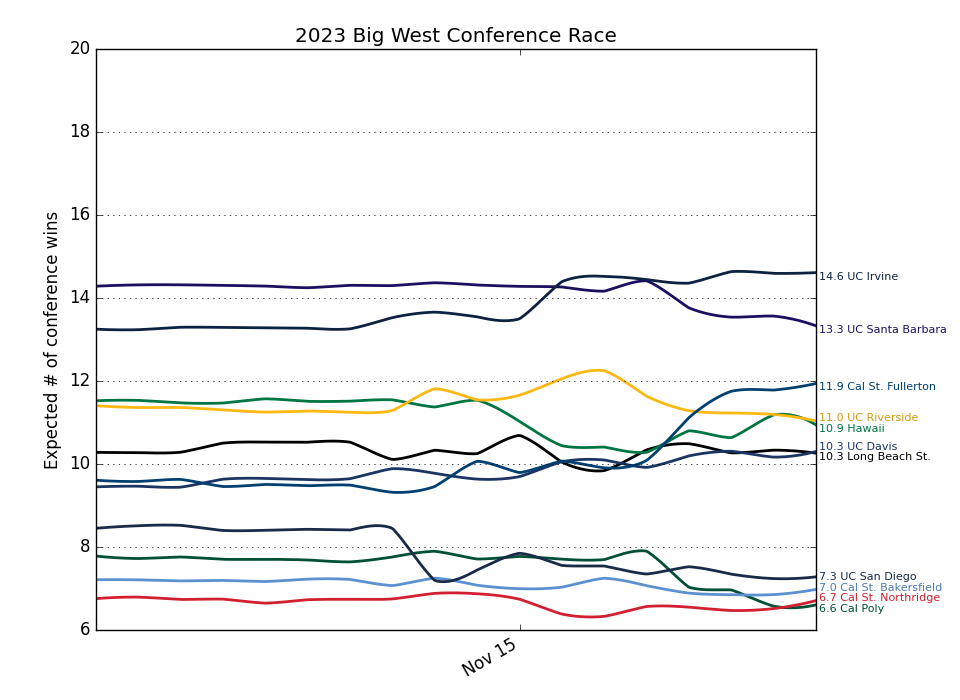 2023 Big West Conference Race
Expected # of conference wins
20
18
16
14
12
10
8
6
Nov 15
14.6 UC Irvine
13.3 UC Santa Barbara
11.9 Cal St. Fullerton
11.0 UC Riverside
10.9 Hawaii
10.3 UC Davis
10.3 Long Beach St.
7.3 UC San Diego
7.0 Cal St. Bakersfield
6.7 Cal St. Northridge
6.6 Cal Poly